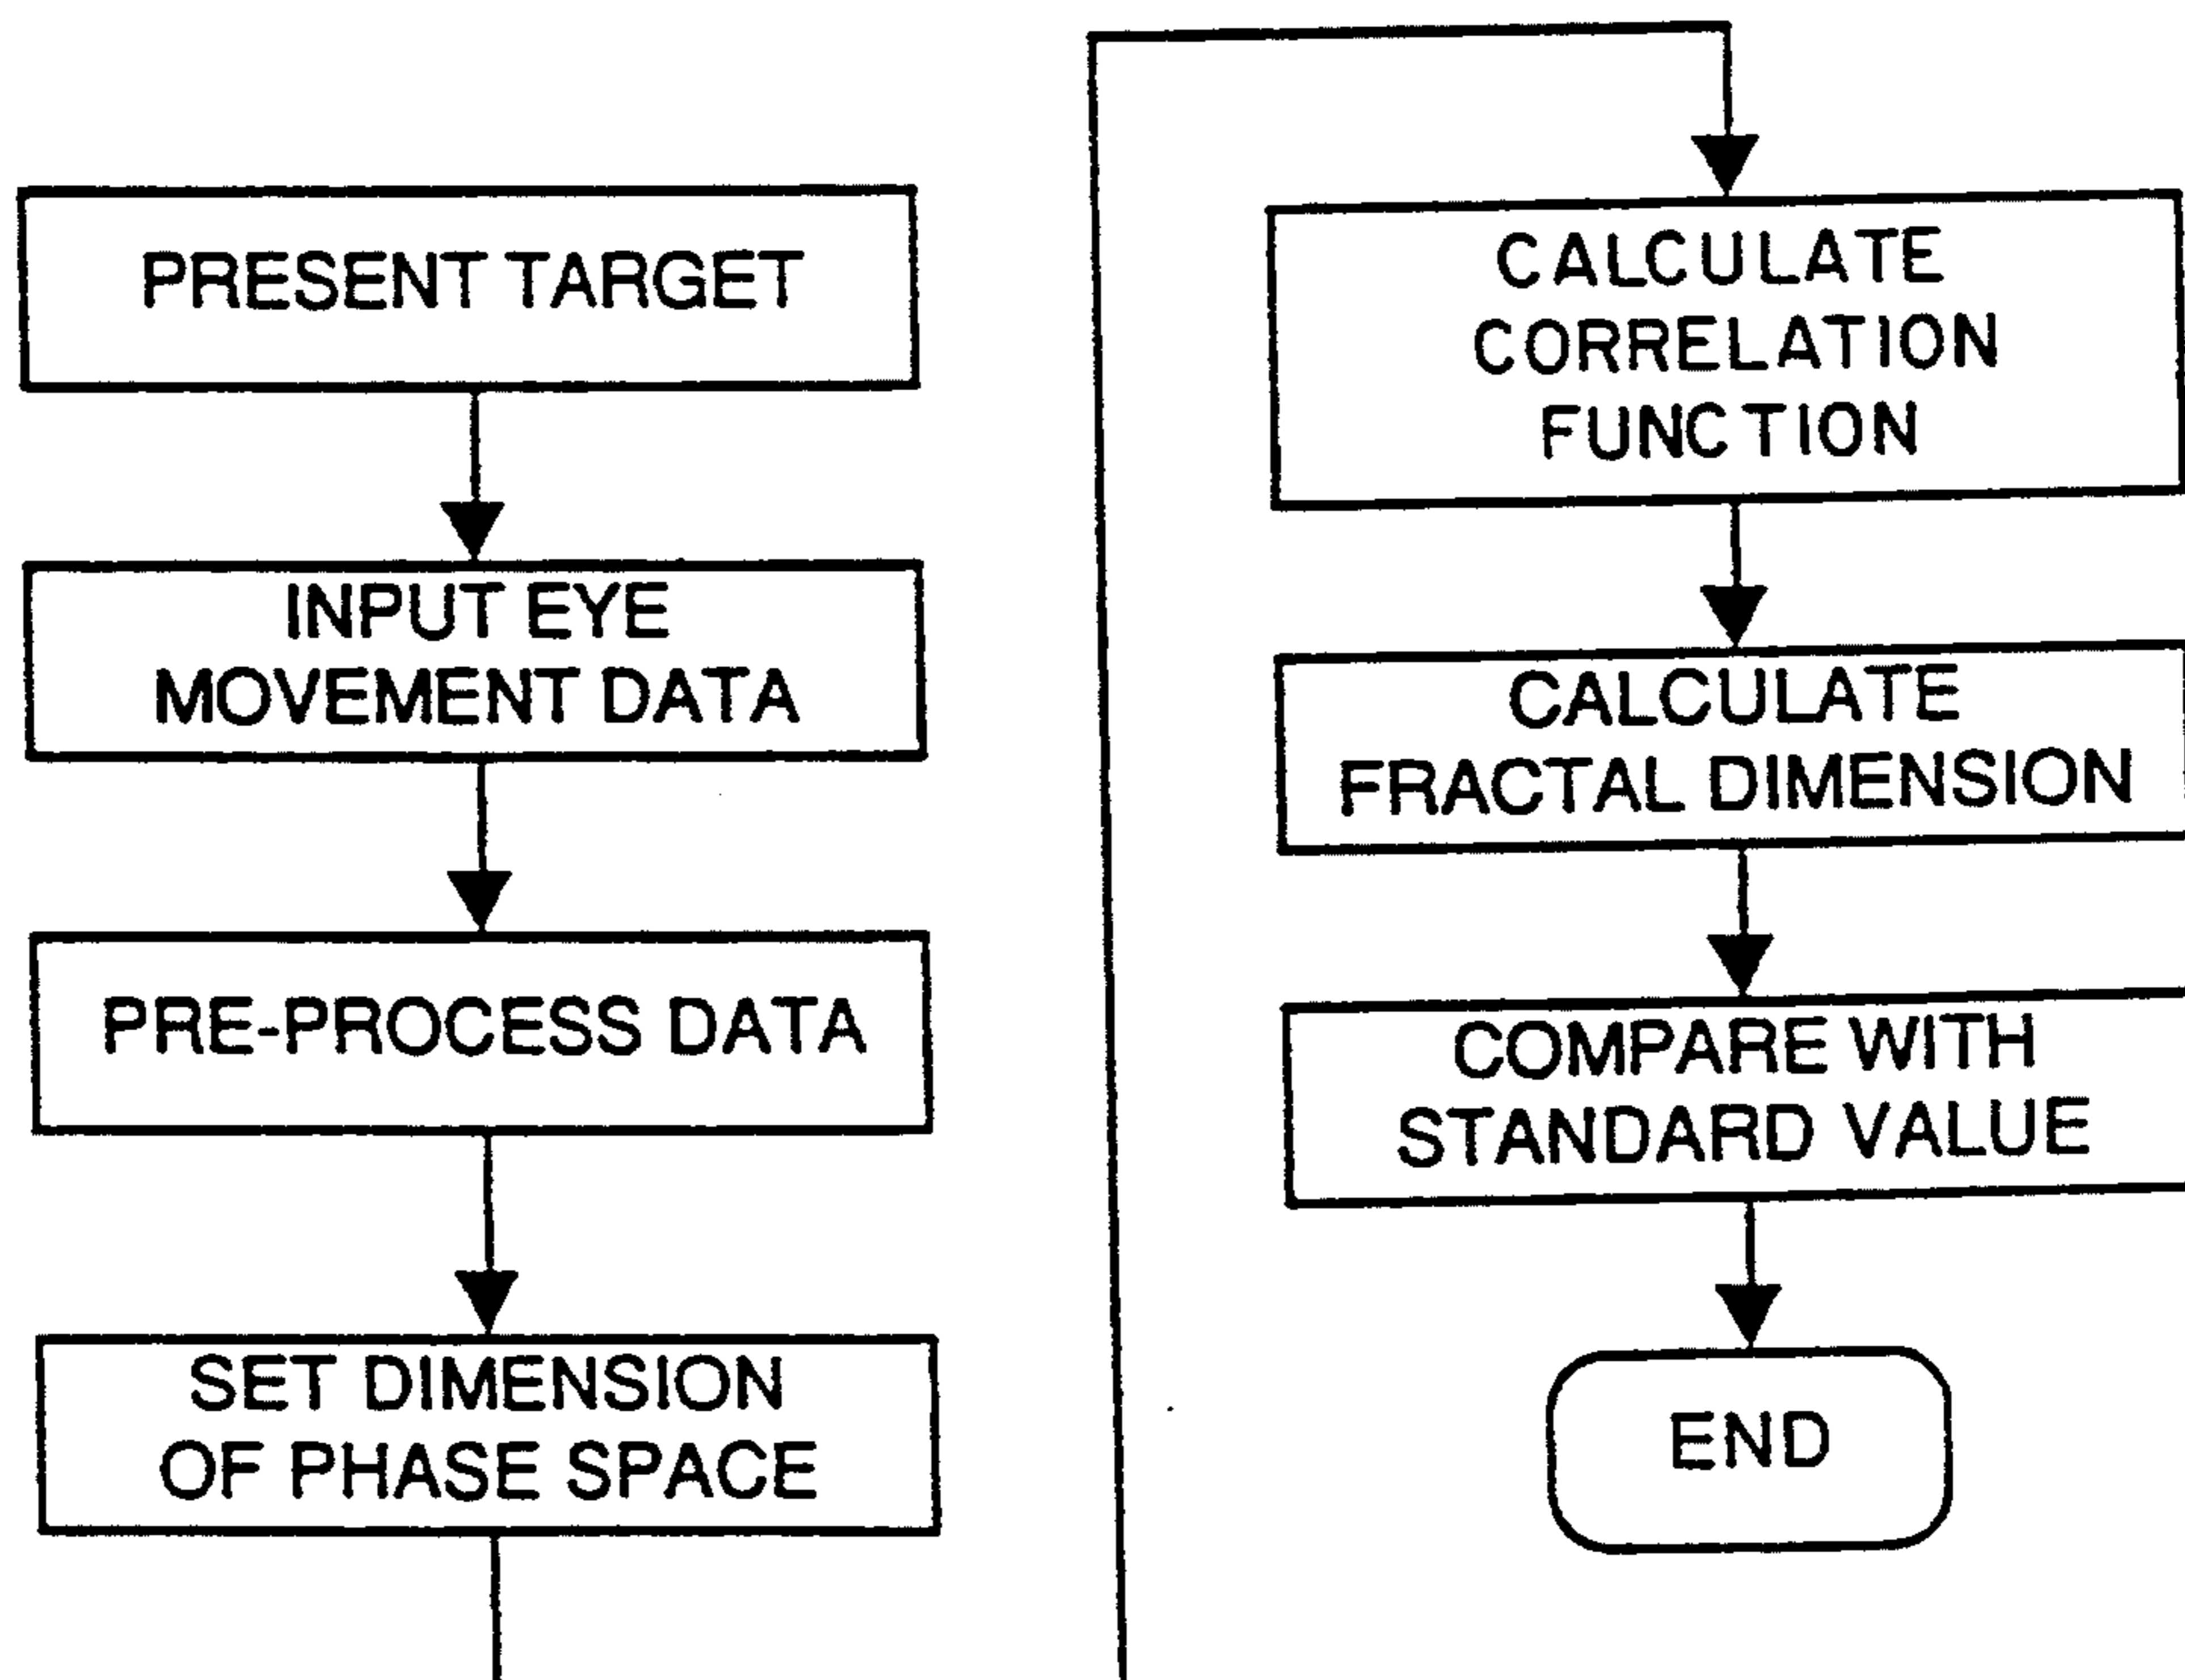 PRESENT TARGET
INPUT EYE
MOVEMENT DATA
PRE-PROCESS DATA
SET DIMENSION
OF PHASE SPACE
CALCULATE
CORRELATION
FUNCTION
CALCULATE
FRACTAL DIMENSION
COMPARE WITH
STANDARD VALUE
END